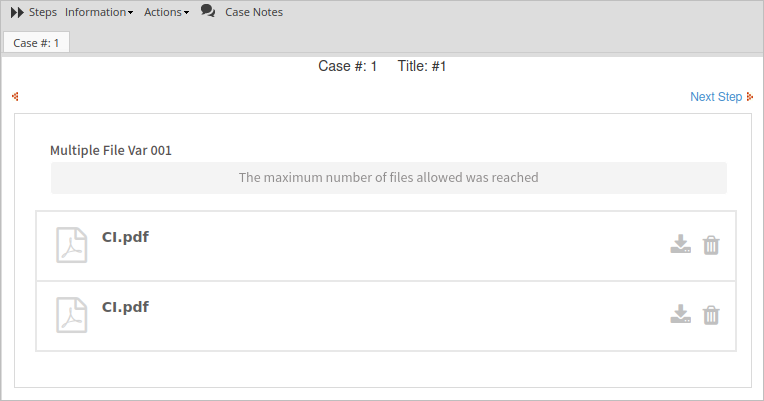 Steps Information Actions Case Notes
Case #: 1
Case #: 1 Title: #1
Next Step
Multiple File Var 001
The maximum number of files allowed was reached
CI.pdf
CI.pdf